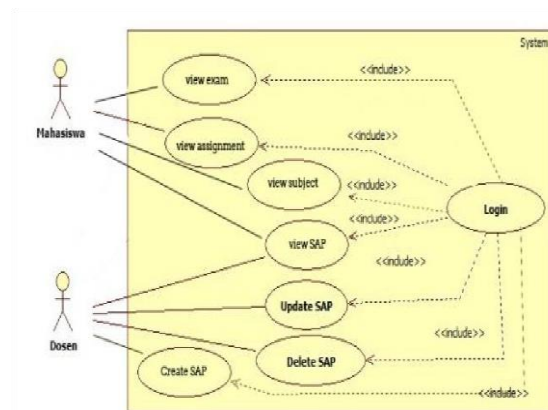 System
<<include>>
view exam
Mahasiswa
view assignment
<<include>>
view subject
<<include>>
Login
<<include>>
view SAP
<<include>>
Update SAP
Dosen
<<include>>
Delete SAP
Create SAP
<<include>>